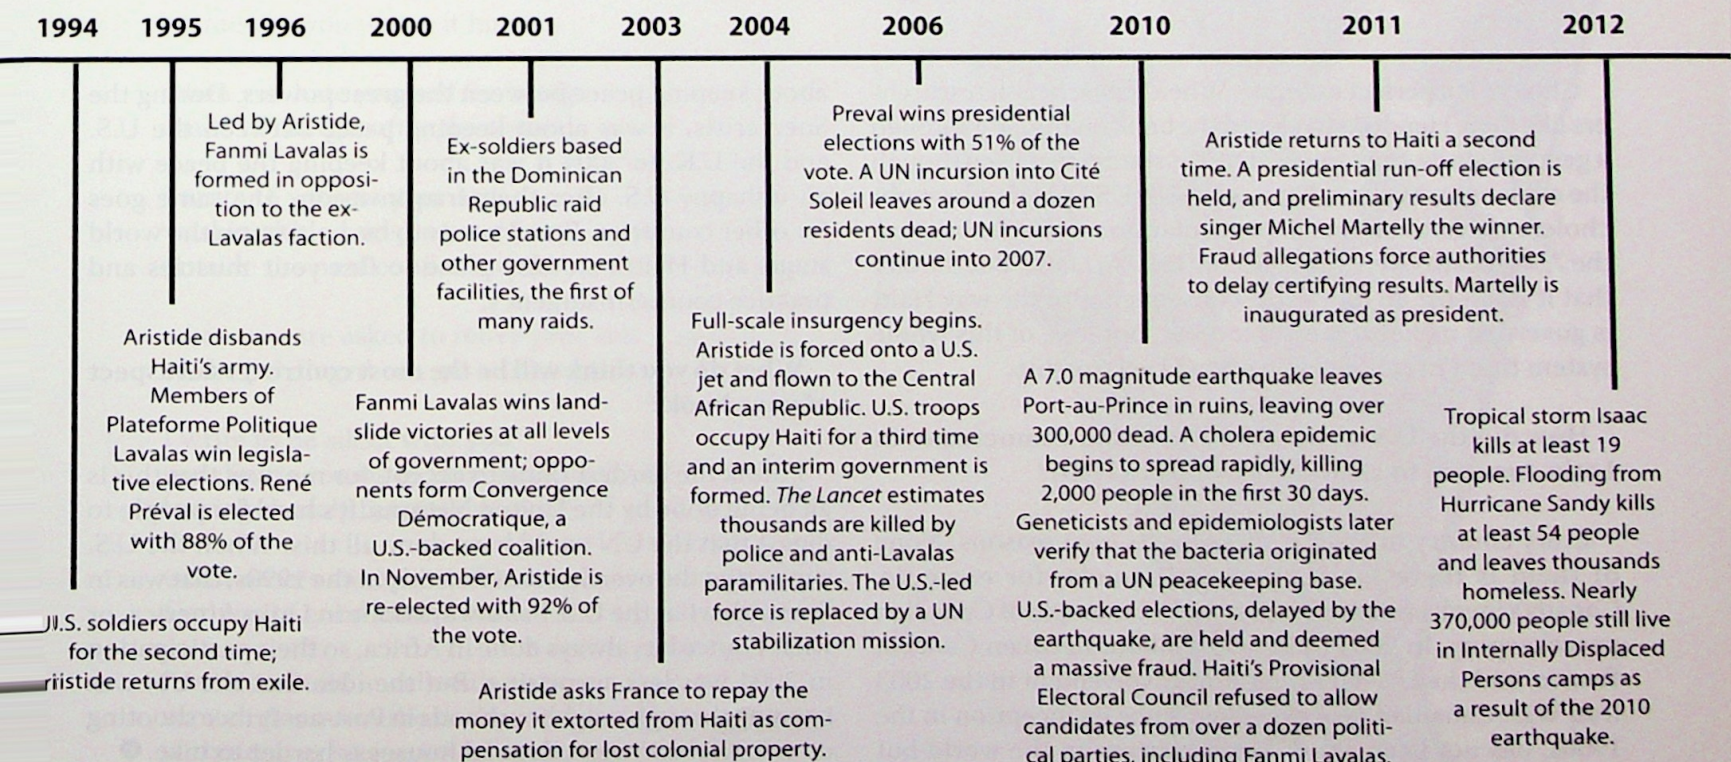 1994 1995 1996 2000 2001 2003 2004 2006 2010 2011 2012
Led by Aristide,
Fanmi Lavalas is
formed in opposi-
tion to the ex-
Lavalas faction.
Aristide disbands
Haiti's army.
Members of
Plateforme Politique
Lavalas win legisla-
tive elections. René
Préval is elected
with 88% of the
vote.
U.S. soldiers occupy Haiti
for the second time;
returns from exile.
Ex-soldiers based
in the Dominican
Republic raid
police stations and
other government
facilities, the first of
many raids.
Fanmi Lavalas wins land-
slide victories at all levels
of government; oppo-
nents form Convergence
Démocratique, a
U.S.-backed coalition.
In November, Aristide is
re-elected with 92% of
the vote.
Aristide asks France to repay the
money it extorted from Haiti as com-
pensation for lost colonial property.
Full-scale insurgency begins.
Aristide is forced onto a U.S.
jet and flown to the Central
African Republic. U.S. troops
occupy Haiti for a third time
and an interim government is
formed. The Lancet estimates
thousands are killed by
police and anti-Lavalas
paramilitaries. The U.S.-led
force is replaced by a UN
stabilization mission.
Preval wins presidential
elections with 51% of the
vote. A UN incursion into Cité
Soleil leaves around a dozen
residents dead; UN incursions
continue into 2007.
A 7.0 magnitude earthquake leaves
Port-au-Prince in ruins, leaving over
300,000 dead. A cholera epidemic
begins to spread rapidly, killing
2,000 people in the first 30 days.
Geneticists and epidemiologists later
verify that the bacteria originated
from a UN peacekeeping base.
U.S.-backed elections, delayed by the
earthquake, are held and deemed
a massive fraud. Haiti's Provisional
Electoral Council refused to allow
candidates from over a dozen politi-
cal parties, including Fanmi Lavalas.
Aristide returns to Haiti a second
time. A presidential run-off election is
held, and preliminary results declare
singer Michel Martelly the winner.
Fraud allegations force authorities
to delay certifying results. Martelly is
inaugurated as president.
Tropical storm Isaac
kills at least 19
people. Flooding from
Hurricane Sandy kills
at least 54 people
and leaves thousands
homeless. Nearly
370,000 people still live
in Internally Displaced
Persons camps as
a result of the 2010
earthquake.